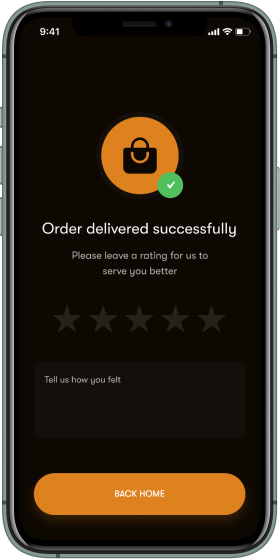 9:41
Order delivered successfully
Please leave a rating for us to
serve you better
Tell us how you felt
BACK HOME